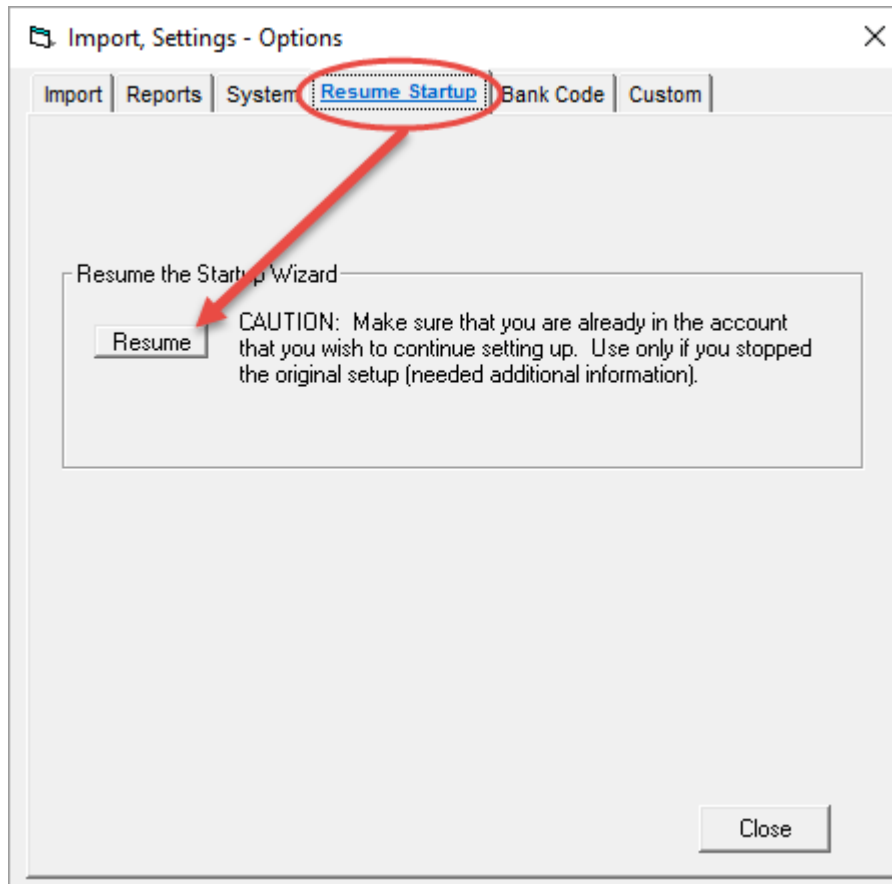 Import, Settings - Options
Import Reports System Resume Startup Bank Code Custom
Resume the Startup Wizard
Resume
CAUTION: Make sure that you are already in the account
that you wish to continue setting up. Use only if you stopped
the original setup (needed additional information).
Close